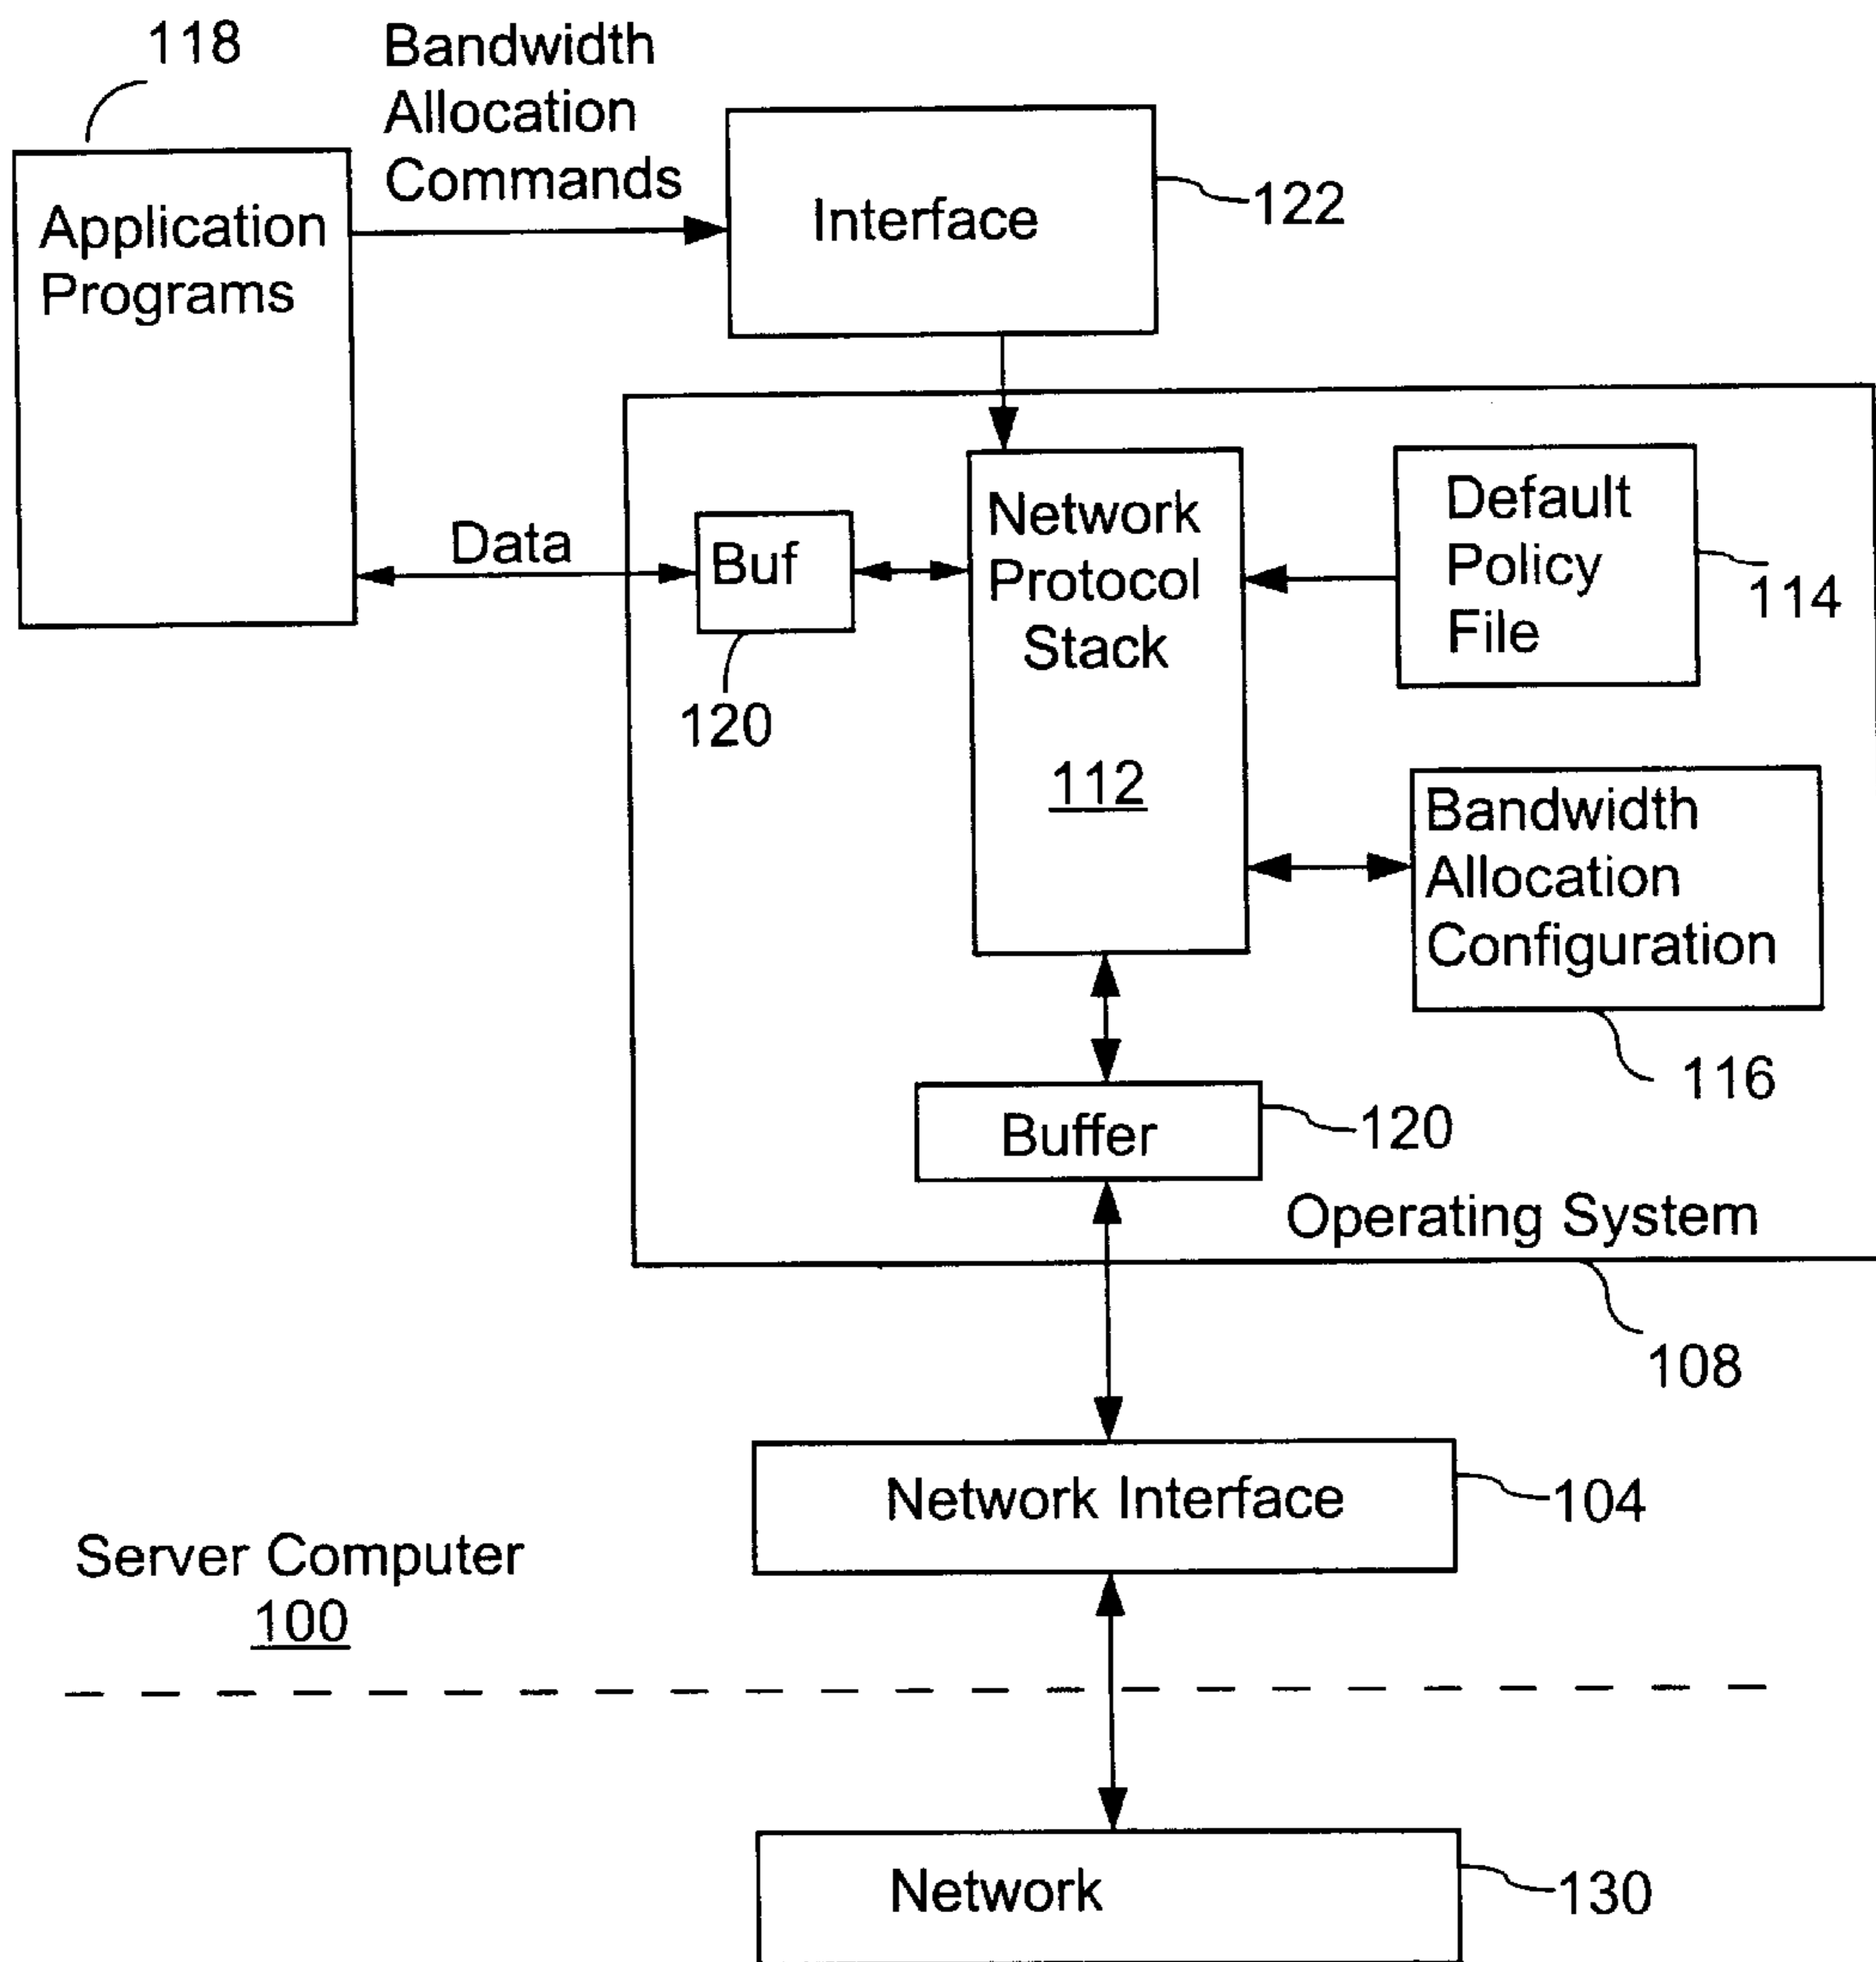 118
Bandwidth
Allocation
Commands
Application
Programs
Interface
122
Data
Buf
120
Network
Protocol
Stack
112
Default
Policy
File
114
Bandwidth
Allocation
Configuration
116
Buffer
120
Operating System
108
Network Interface
104
Server Computer
100
Network
130